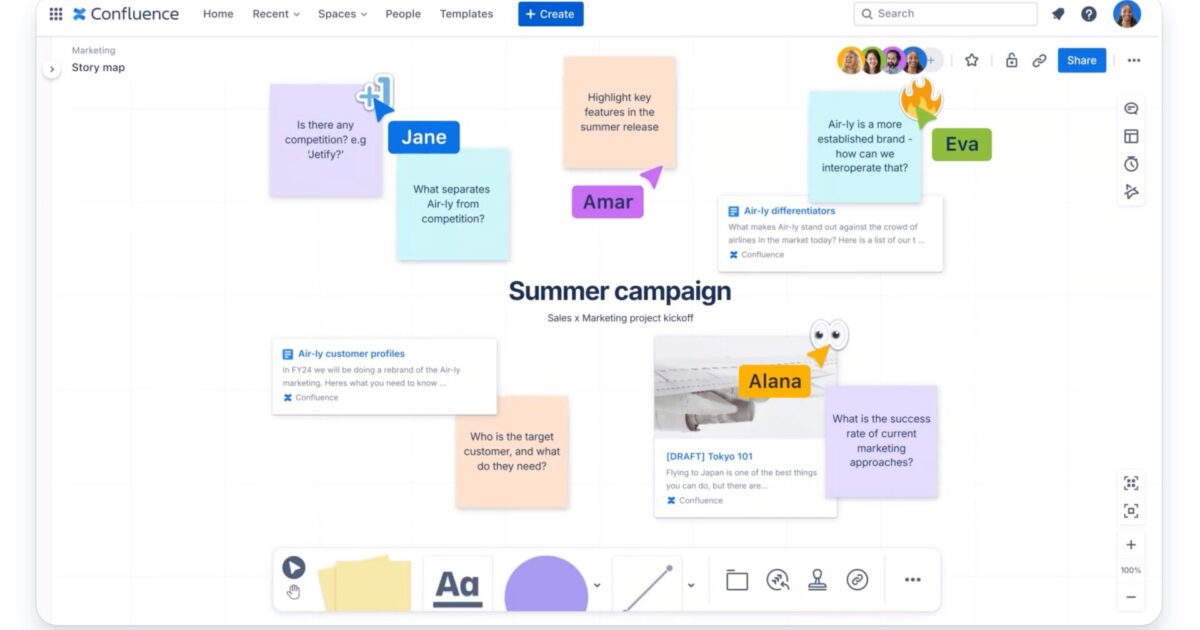 Confluence
Home
Recent
Spaces
People
Templates
+ Create
Search
Marketing
Story map
Share
Is there any
competition? e.g
'Jetify?'
+1
Jane
What separates
Air-ly from
competition?
Highlight key
features in the
summer release
Amar
Air-ly is a more
established brand -
how can we
interoperate that?
Eva
Air-ly differentiators
What makes Air-ly stand out against the crowd of
airlines in the market today? Here is a list of our t ...
Confluence
Summer campaign
Sales x Marketing project kickoff
Air-ly customer profiles
In FY24 we will be doing a rebrand of the Air-ly
marketing. Heres what you need to know ...
Confluence
Who is the target
customer, and what
do they need?
Alana
[DRAFT] Tokyo 101
Flying to Japan is one of the best things
you can do, but there are...
Confluence
What is the success
rate of current
marketing
approaches?
Aa
100%